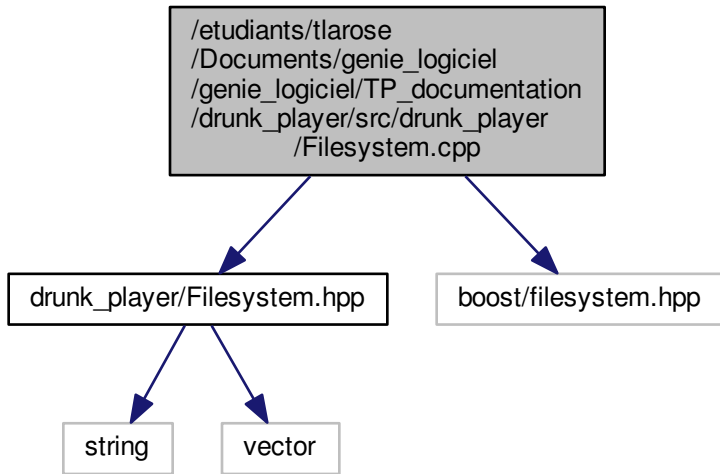 /etudiants/tlarose
/Documents/genie_logiciel
/genie_logiciel/TP_documentation
/drunk_player/src/drunk_player
/Filesystem.cpp
drunk_player/Filesystem.hpp
boost/filesystem.hpp
string
vector